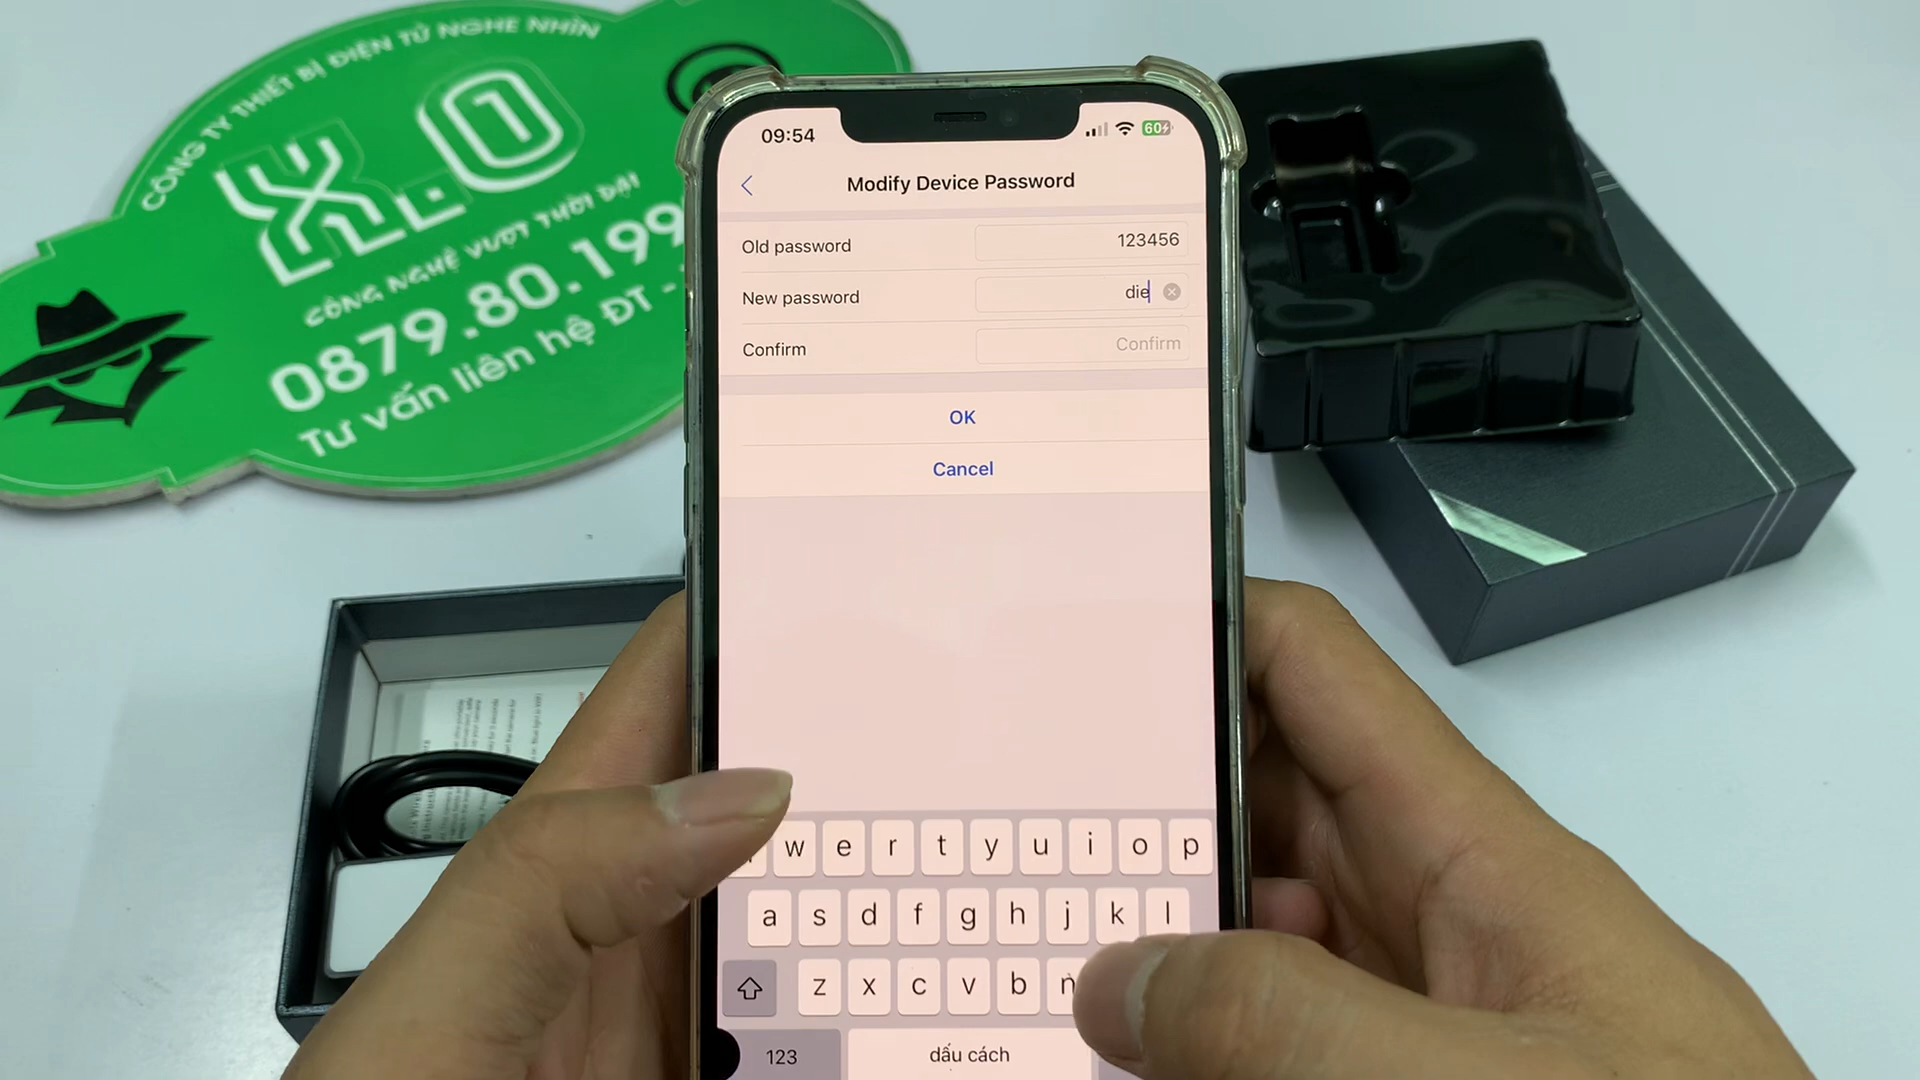 CÔNG TY THIẾT BỊ ĐIỆN TỬ NGHE NHÌN
X.O
CÔNG NGHỆ VƯỢT THỜI ĐẠI
0879.80.199
Tư vấn liên hệ ĐT -
09:54
60
Modify Device Password
Old password
123456
New password
die
Confirm
Confirm
OK
Cancel
w e r t y u i o p
a s d f g h j k l
z x c v b n
123
dấu cách